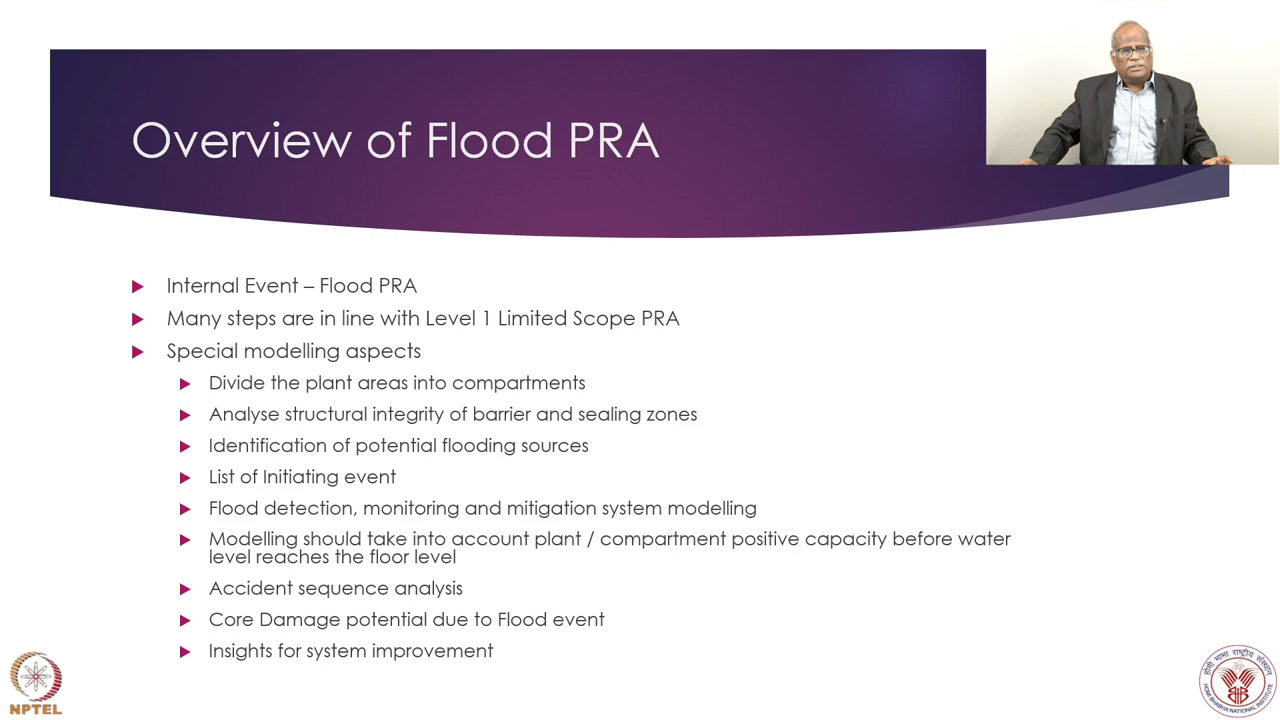 Overview of Flood PRA
Internal Event – Flood PRA
Many steps are in line with Level 1 Limited Scope PRA
Special modelling aspects
Divide the plant areas into compartments
Analyse structural integrity of barrier and sealing zones
Identification of potential flooding sources
List of Initiating event
Flood detection, monitoring and mitigation system modelling
Modelling should take into account plant / compartment positive capacity before water
level reaches the floor level
Accident sequence analysis
Core Damage potential due to Flood event
Insights for system improvement
NPTEL
होमी भाभा राष्ट्रीय संस्थान
HOMI BHABHA NATIONAL INSTITUTE